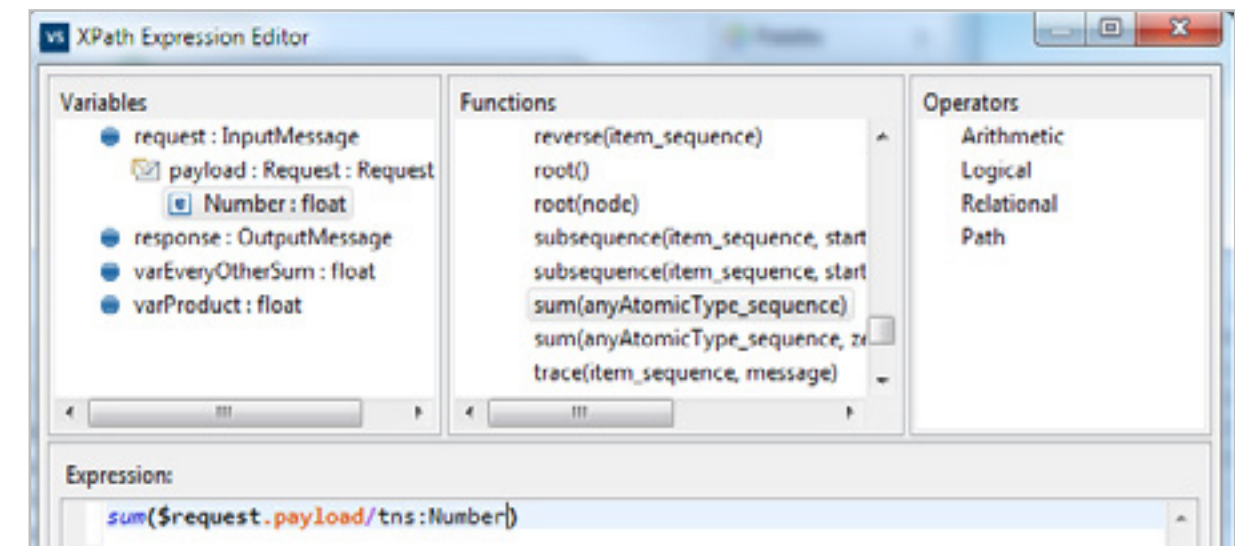 VS XPath Expression Editor
Variables
request : InputMessage
payload : Request : Request
Number : float
response : OutputMessage
varEveryOtherSum : float
varProduct : float
Functions
reverse(item_sequence)
root()
root(node)
subsequence(item_sequence, start
subsequence(item_sequence, start
sum(anyAtomicType_sequence)
sum(anyAtomicType_sequence, ze
trace(item_sequence, message)
Operators
Arithmetic
Logical
Relational
Path
Expression:
sum($request.payload/tns:Number)